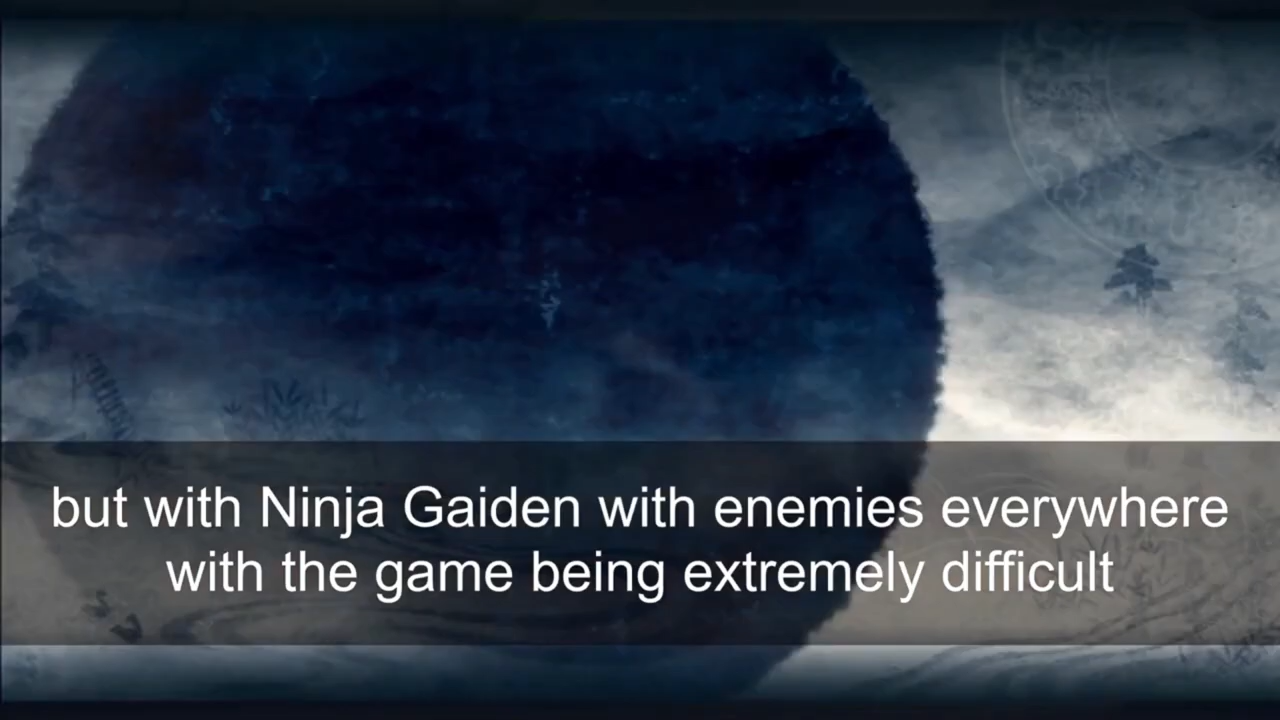 but with Ninja Gaiden with enemies everywhere
with the game being extremely difficult